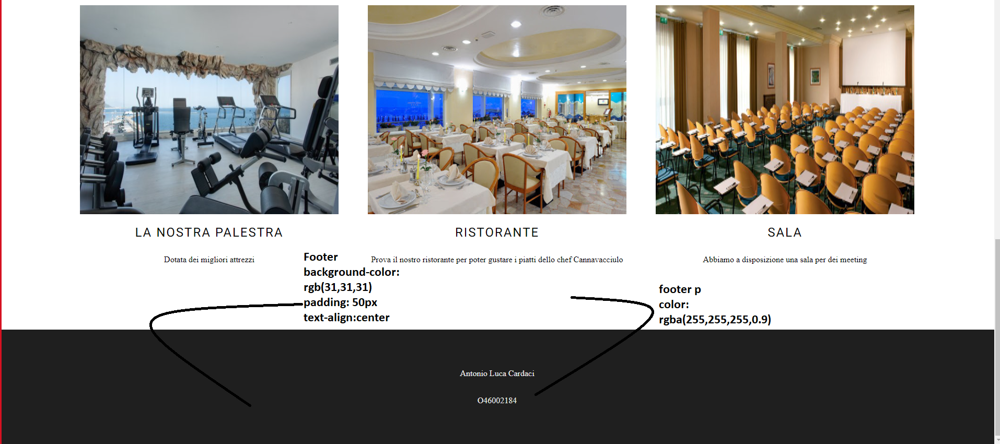 LA NOSTRA PALESTRA
RISTORANTE
SALA
Dotata dei migliori attrezzi
Prova il nostro ristorante per poter gustare i piatti dello chef Cannavacciulo
Abbiamo a disposizione una sala per dei meeting
Footer
background-color:
rgb(31,31,31)
padding: 50px
text-align:center
footer p
color:
rgba(255,255,255,0.9)
Antonio Luca Cardaci
O46002184